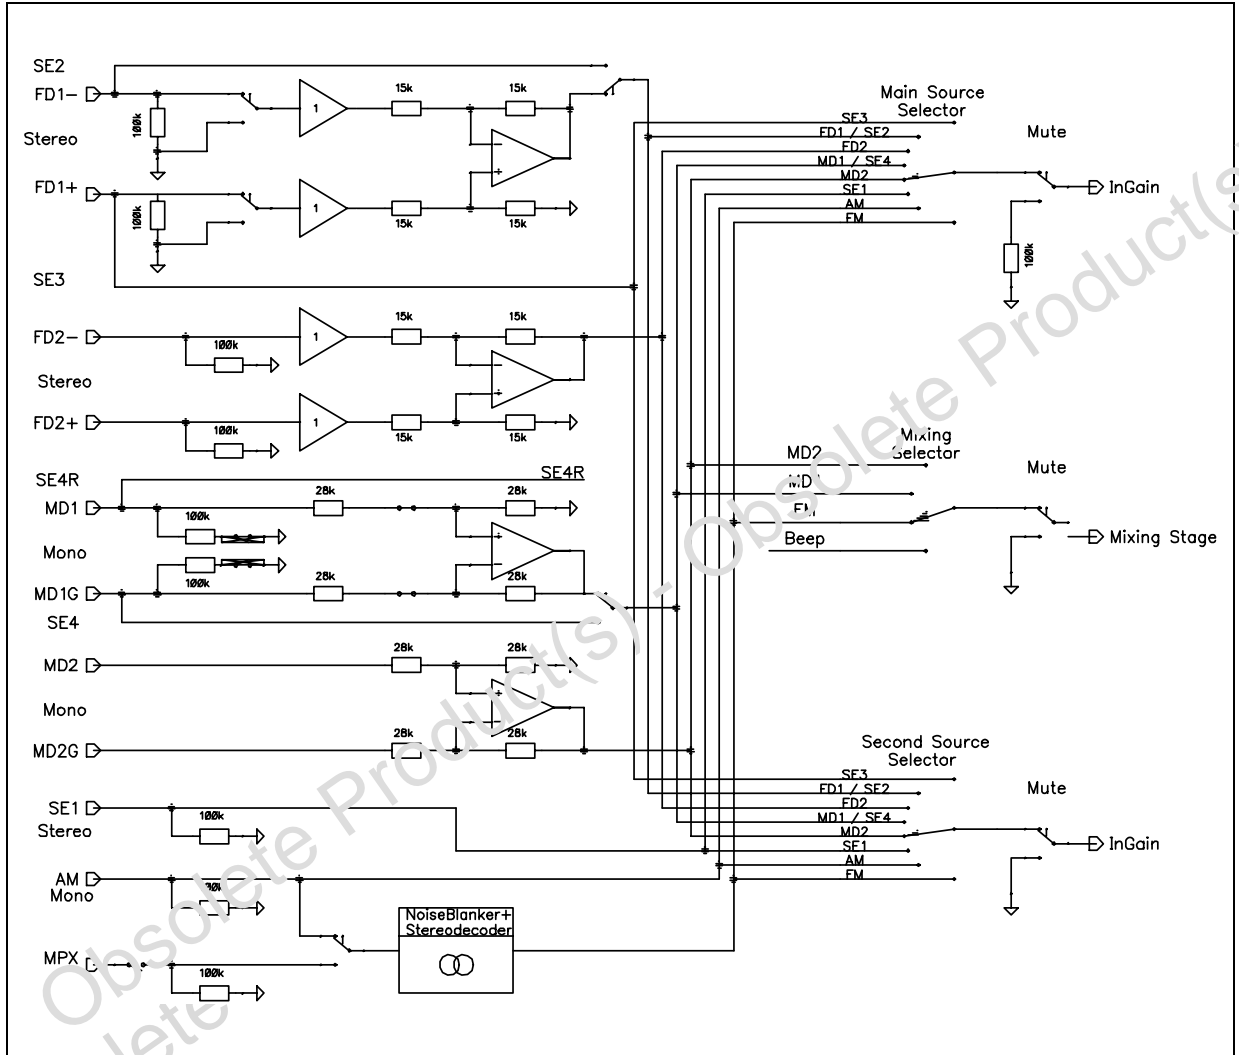 SE2
FD1-
Stereo
FD1+
SE3
FD2-
Stereo
FD2+
SE4R
MD1
Mono
MD1G
SE4
MD2
Mono
MD2G
SE1
Stereo
AM
Mono
MPX
100k
1
15k
15k
100k
1
15k
15k
100k
1
15k
15k
100k
1
15k
15k
SE4R
28k
28k
100k
100k
28k
28k
28k
28k
28k
28k
100k
100k
NoiseBlanker+
Stereodecoder
Main Source
Selector
SE3
FD1 / SE2
FD2
MD1 / SE4
MD2
SE1
AM
FM
Mute
InGain
100k
Mixing
Selector
MD2
FM
Beep
Mute
Mixing Stage
Second Source
Selector
SE3
FD1 / SE2
FD2
MD1 / SE4
MD2
SE1
AM
FM
Mute
InGain
Obsolete Product(s) - Obsolete Product(s)